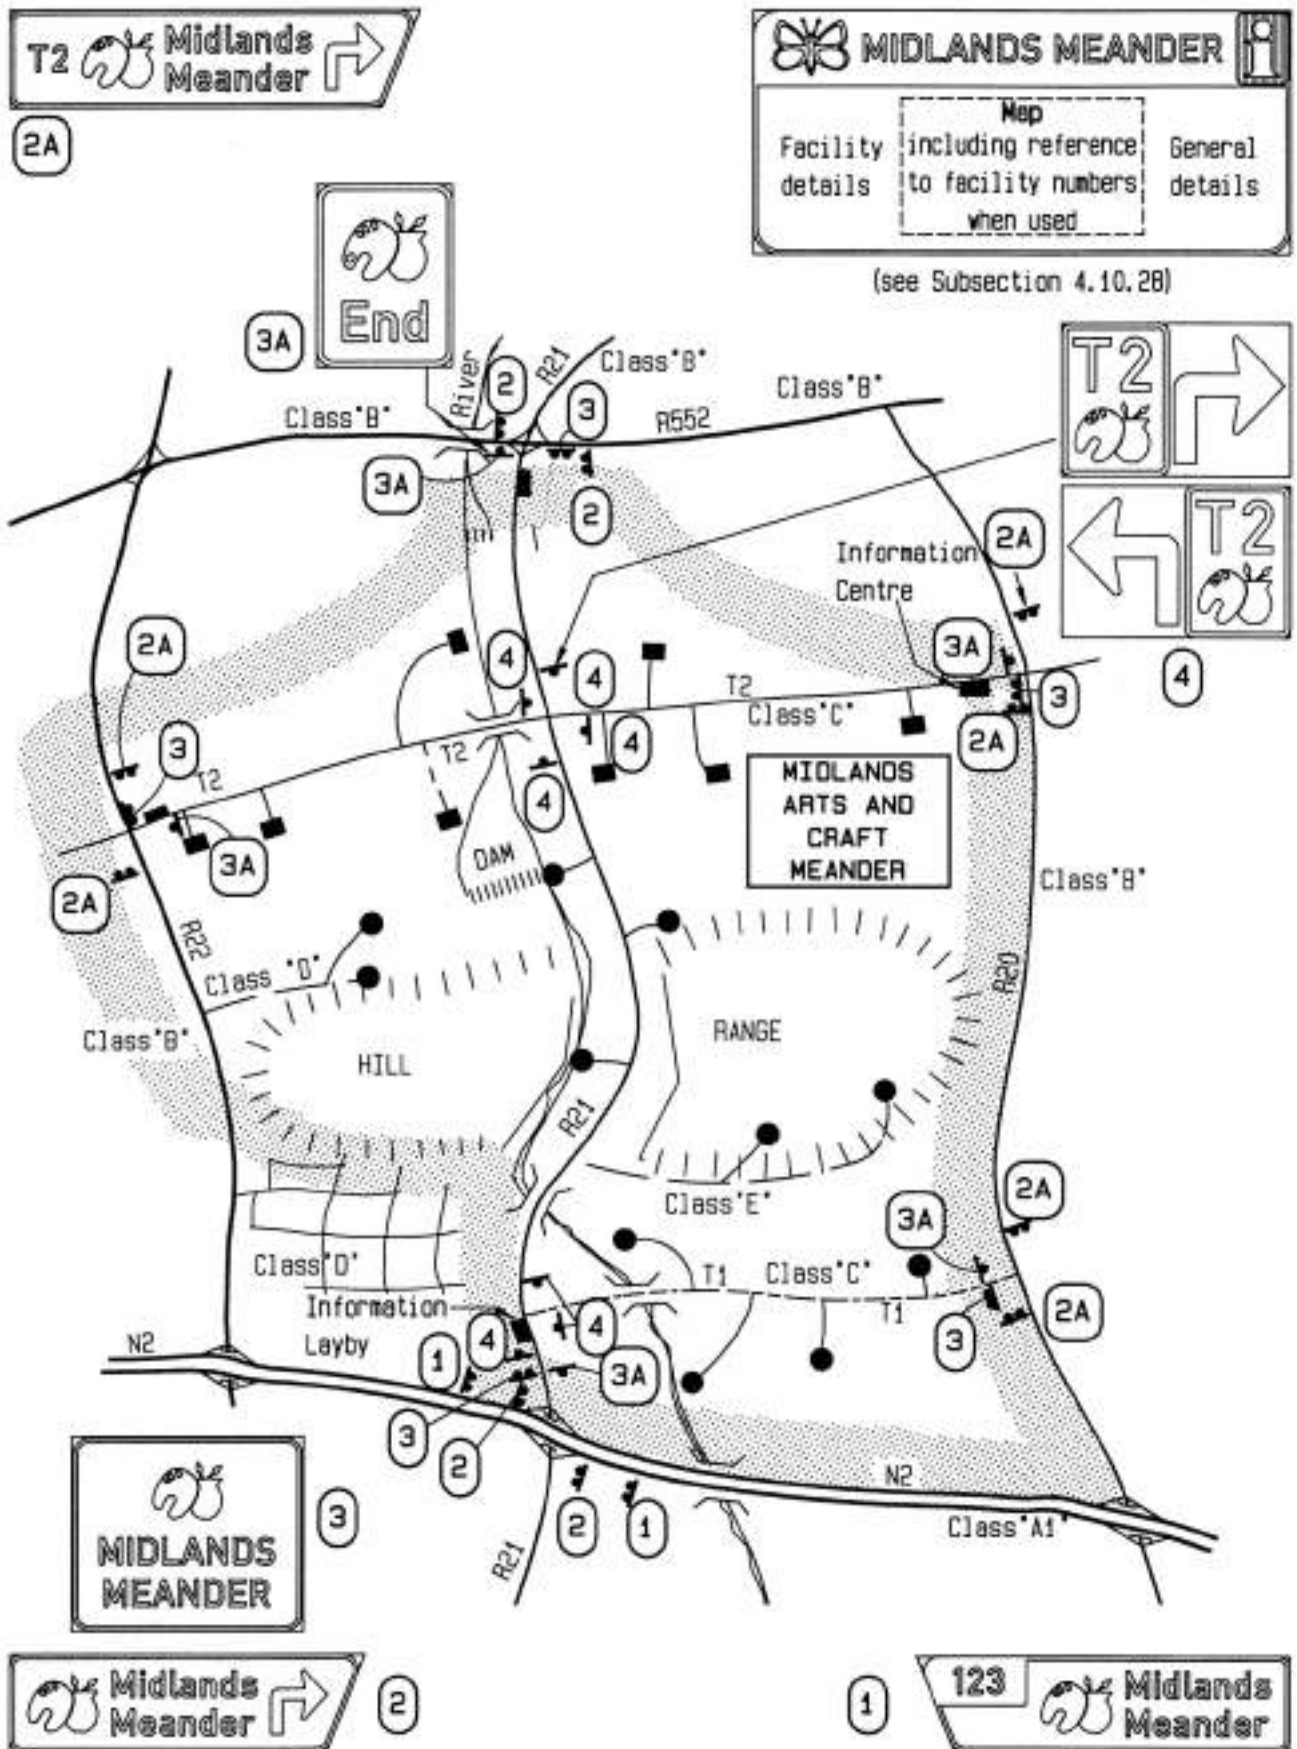 T2 Midlands
Meander
2A
MIDLANDS MEANDER i
Facility
details
Map
including reference
to facility numbers
when used
General
details
(see Subsection 4.10.28)
End
3A
T2
T2
4
River
2
R21
Class"B"
3
Class"B"
Class"B"
R552
3A
2
Information
Centre
2A
2A
4
4
3A
T2
Class"C"
3
3
T2
T2
4
2A
4
MIDLANDS
ARTS AND
CRAFT
MEANDER
3A
2A
DAM
Class"B"
R22
Class "D"
R20
Class"B"
HILL
RANGE
R21
Class"E"
2A
3A
Class"D"
T1
Class"C"
T1
Information
Layby
4
4
2A
N2
1
3A
3
3
2
N2
2
1
Class"A1"
R21
MIDLANDS
MEANDER
3
Midlands
Meander
2
1
123
Midlands
Meander